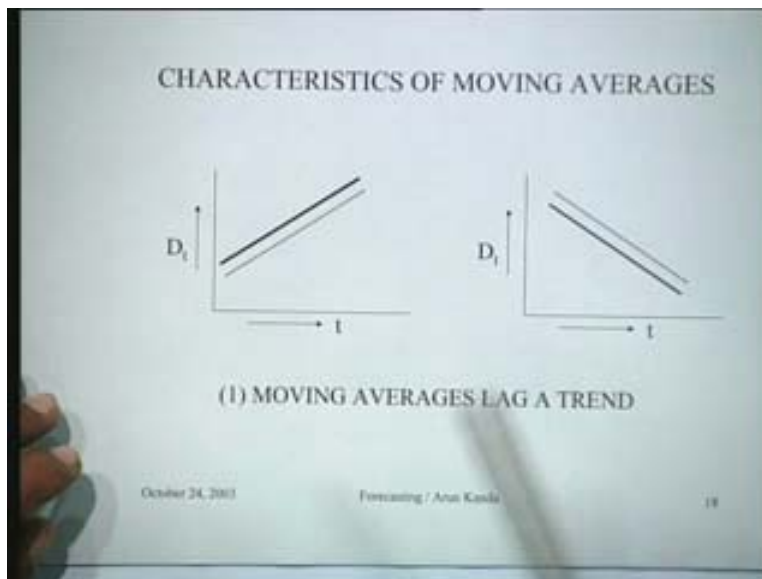 CHARACTERISTICS OF MOVING AVERAGES
Dt
t
Dt
t
(1) MOVING AVERAGES LAG A TREND
October 24, 2003 Forecasting / Arun Kanda 18